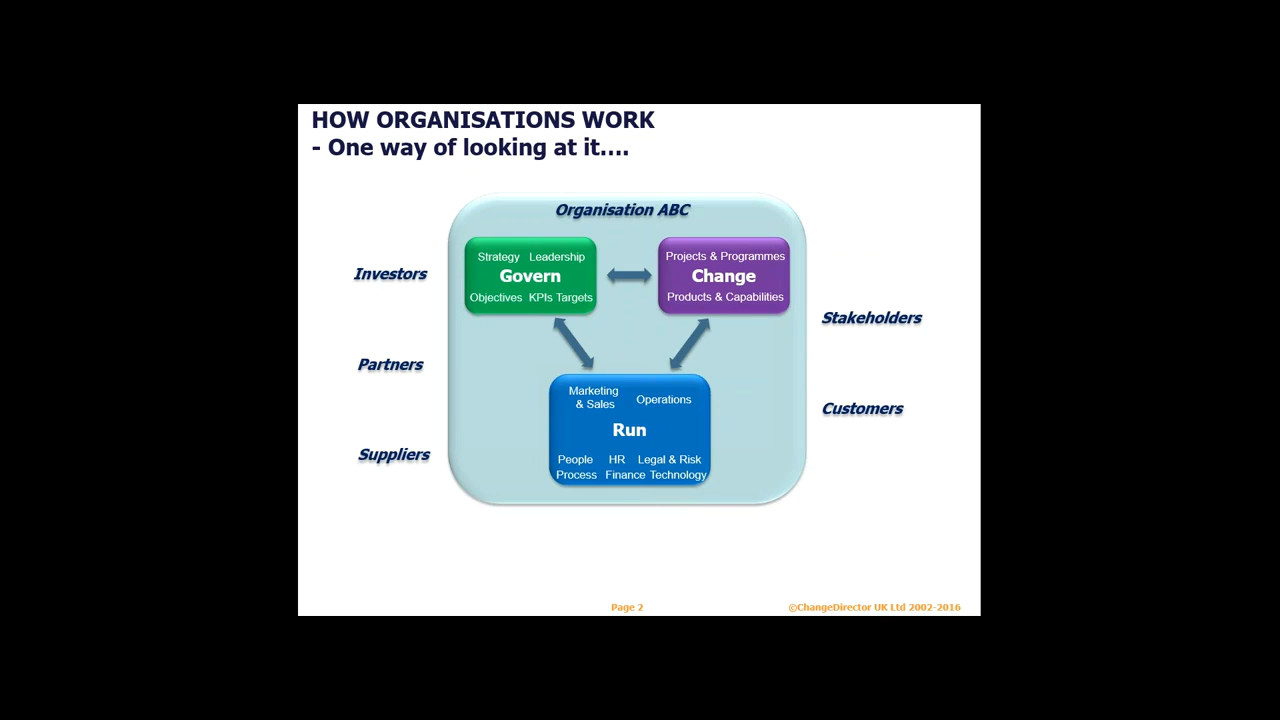 HOW ORGANISATIONS WORK
- One way of looking at it....
Organisation ABC
Investors
Partners
Suppliers
Strategy Leadership
Govern
Objectives KPIs Targets
Projects & Programmes
Change
Products & Capabilities
Marketing
& Sales
Operations
Run
People HR Legal & Risk
Process Finance Technology
Stakeholders
Customers
Page 2
©ChangeDirector UK Ltd 2002-2016